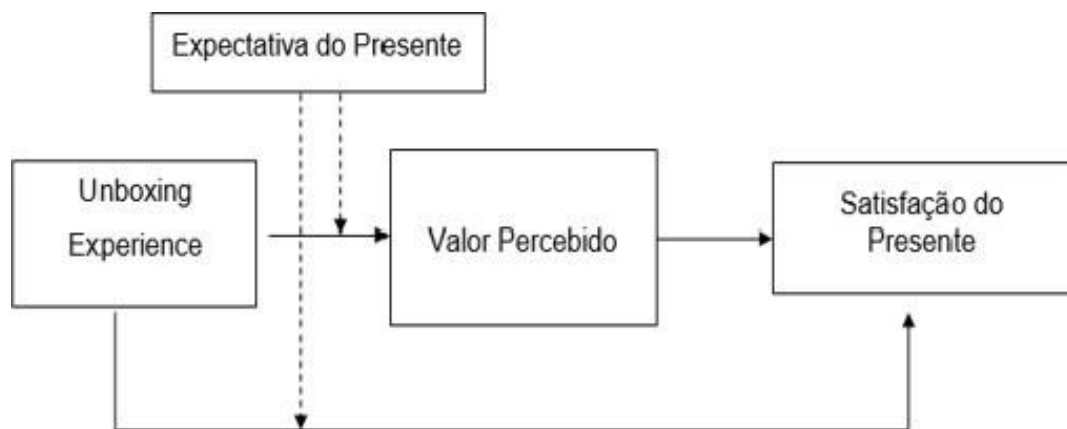 Expectativa do Presente
Unboxing
Experience
Valor Percebido
Satisfação do
Presente